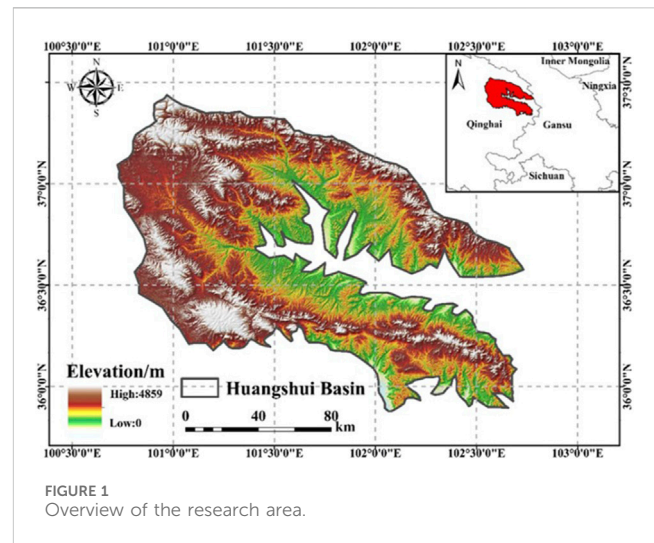 100°30'0"E 101°0'0"E 101°30'0"E 102°0'0"E 102°30'0"E 103°0'0"E
N
W E
S
N
Inner Mongolia
Ningxia
Qinghai Gansu
Sichuan
37°30'0"N
37°0'0"N
37°0'0"N
36°30'0"N
36°30'0"N
36°0'0"N
36°0'0"N
Elevation/m
High:4859
Low:0
Huangshui Basin
0 40 80
km
100°30'0"E 101°0'0"E 101°30'0"E 102°0'0"E 102°30'0"E 103°0'0"E
FIGURE 1
Overview of the research area.